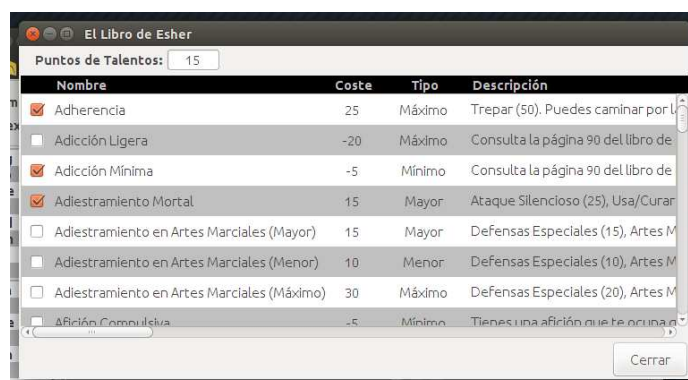 El Libro de Esher
Puntos de Talentos: 15
Nombre Coste Tipo Descripción
Adherencia 25 Máximo Trepar (50). Puedes caminar por
Adicción Ligera -20 Máximo Consulta la página 90 del libro de
Adicción Mínima -5 Mínimo Consulta la página 90 del libro de
Adiestramiento Mortal 15 Mayor Ataque Silencioso (25), Usa/Curar
Adiestramiento en Artes Marciales (Mayor) 15 Mayor Defensas Especiales (15), Artes M
Adiestramiento en Artes Marciales (Menor) 10 Menor Defensas Especiales (10), Artes M
Adiestramiento en Artes Marciales (Máximo) 30 Máximo Defensas Especiales (20), Artes M
Afición Compulsiva -5 Mínimo Tienes una afición que te ocupa
Cerrar